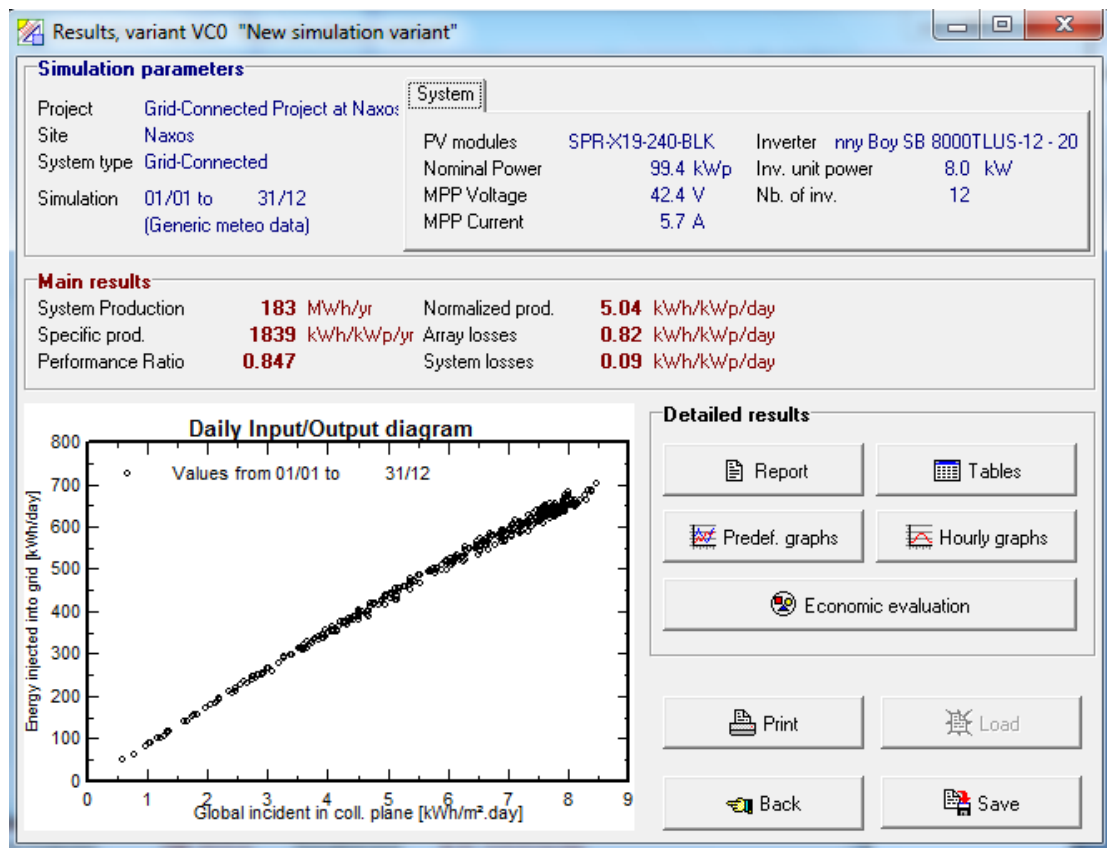 Results, variant VC0 "New simulation variant"
Simulation parameters
Project Grid-Connected Project at Naxos
Site Naxos
System type Grid-Connected
Simulation 01/01 to 31/12
(Generic meteo data)
System
PV modules SPR-X19-240-BLK Inverter nny Boy SB 8000TLUS-12 - 20
Nominal Power 99.4 kWp Inv. unit power 8.0 kW
MPP Voltage 42.4 V Nb. of inv. 12
MPP Current 5.7 A
Main results
System Production 183 MWh/yr Normalized prod. 5.04 kWh/kWp/day
Specific prod. 1839 kWh/kWp/yr Array losses 0.82 kWh/kWp/day
Performance Ratio 0.847 System losses 0.09 kWh/kWp/day
Daily Input/Output diagram
Values from 01/01 to 31/12
Energy injected into grid [kWh/day]
800
700
600
500
400
300
200
100
0
0 1 2 3 4 5 6 7 8 9
Global incident in coll. plane [kWh/m².day]
Detailed results
Report Tables
Predef. graphs Hourly graphs
Economic evaluation
Print Load
Back Save